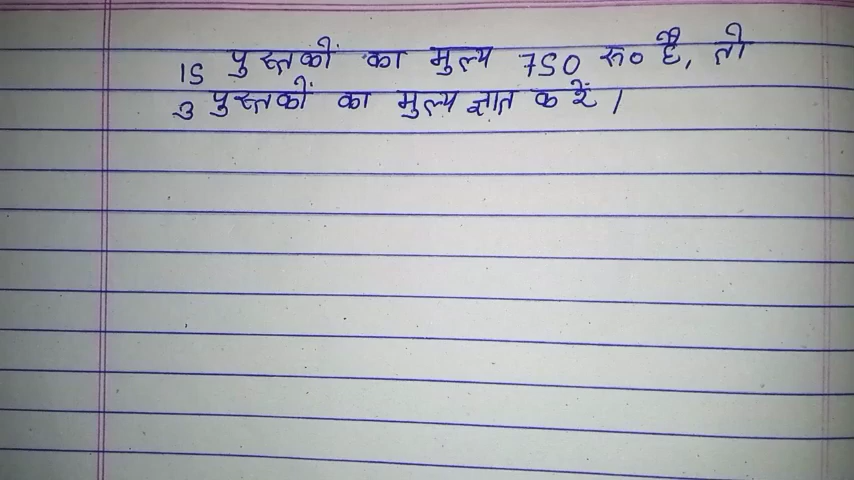 15 पुस्तकों का मुल्य 750 रू० है, तो
3 पुस्तकों का मुल्य ज्ञात करें।